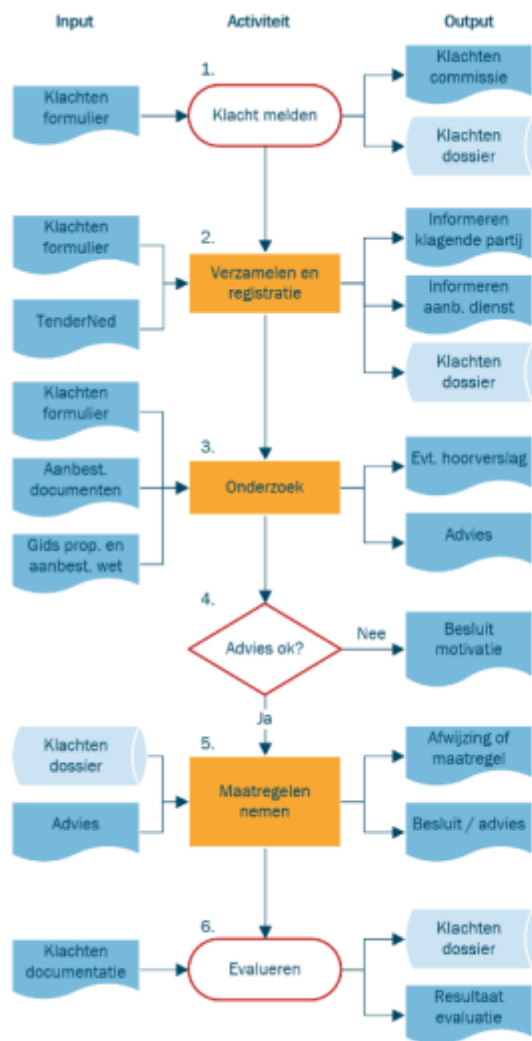 Input
Activiteit
Output
1.
Klachten
formulier
Klacht melden
Klachten
commissie
Klachten
dossier
2.
Klachten
formulier
TenderNed
Verzamelen en
registratie
Informeren
klagende partij
Informeren
aanb. dienst
Klachten
dossier
3.
Klachten
formulier
Aanbest.
documenten
Gids prop. en
aanbest. wet
Onderzoek
Evt. hoorverslag
Advies
4.
Advies ok?
Nee
Besluit
motivatie
Ja
5.
Klachten
dossier
Advies
Maatregelen
nemen
Afwijzing of
maatregel
Besluit / advies
6.
Klachten
documentatie
Evalueren
Klachten
dossier
Resultaat
evaluatie